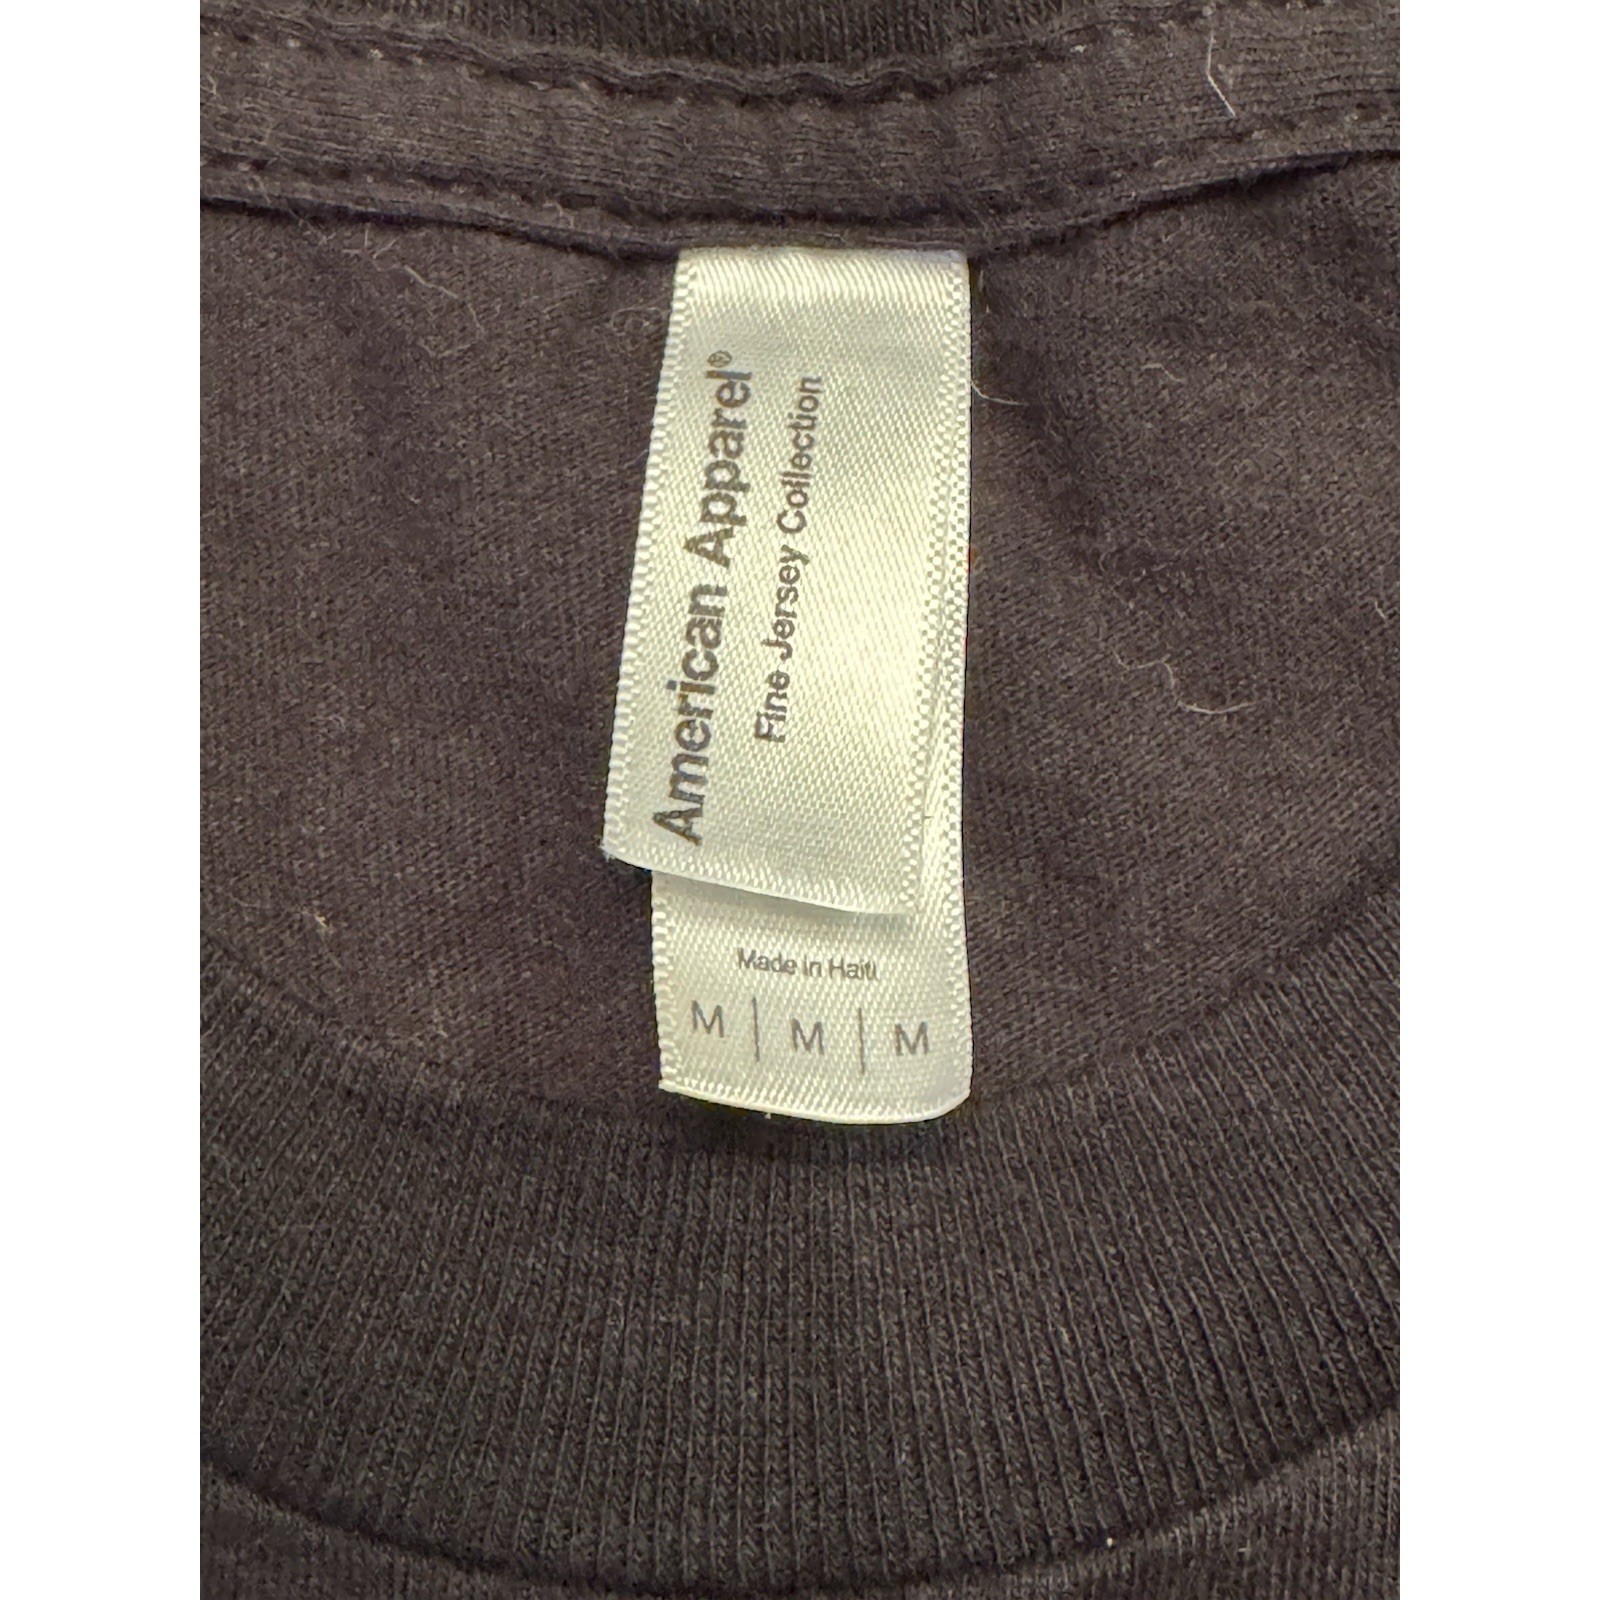 American Apparel®
Fine Jersey Collection
Made in Haiti
M | M | M